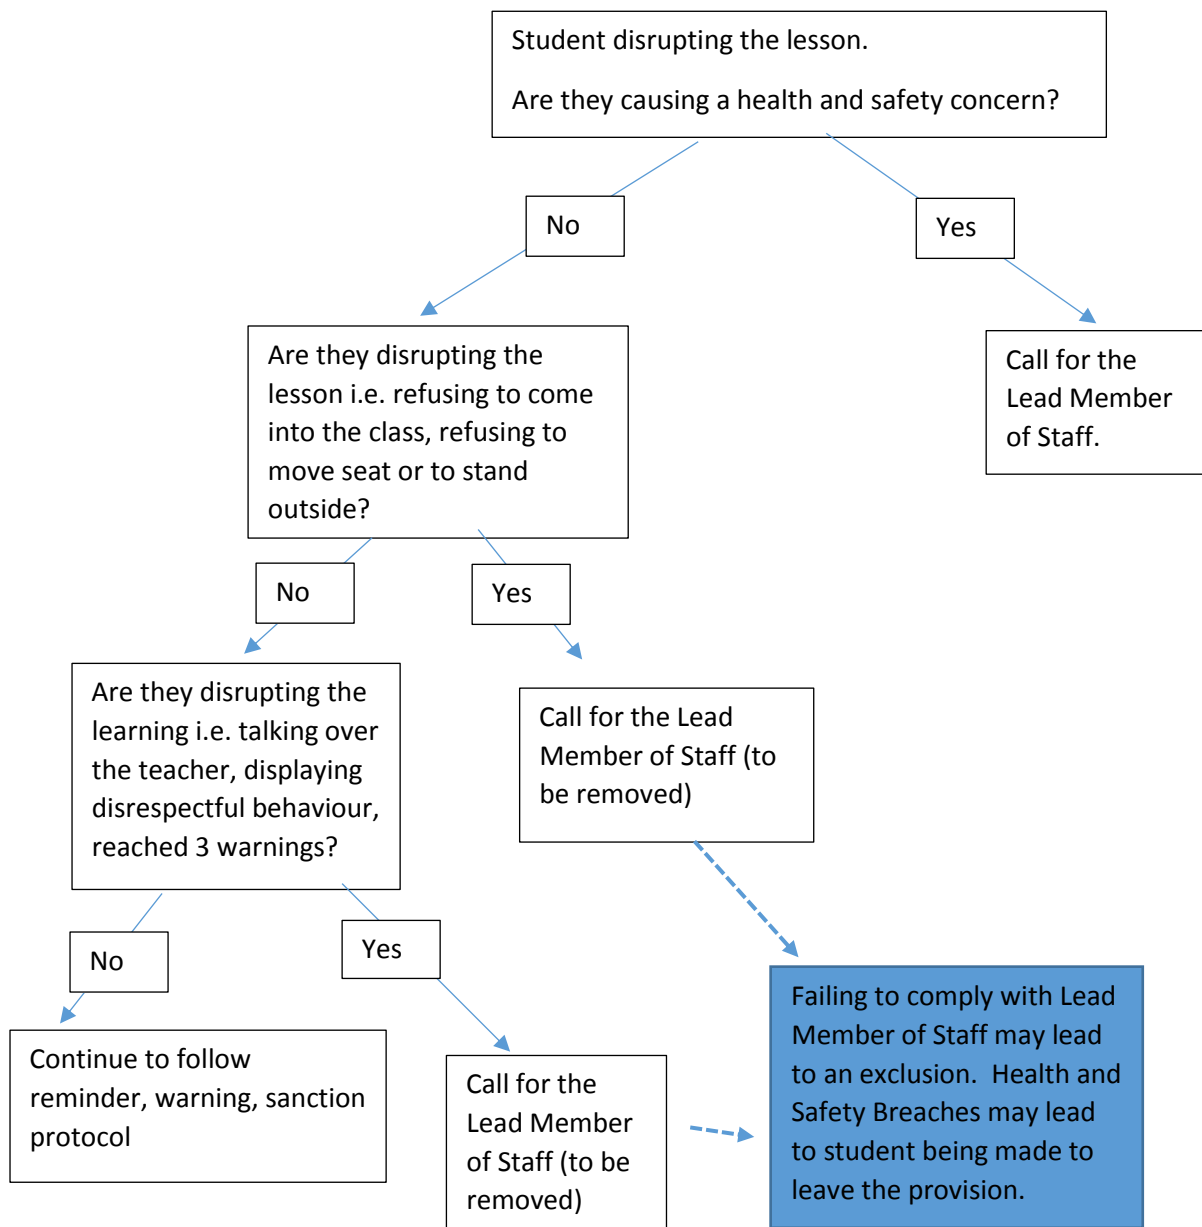 Student disrupting the lesson.
Are they causing a health and safety concern?
No
Yes
Are they disrupting the
lesson i.e. refusing to come
into the class, refusing to
move seat or to stand
outside?
Call for the
Lead Member
of Staff.
No
Yes
Are they disrupting the
learning i.e. talking over
the teacher, displaying
disrespectful behaviour,
reached 3 warnings?
Call for the Lead
Member of Staff (to
be removed)
No
Yes
Continue to follow
reminder, warning, sanction
protocol
Call for the
Lead Member
of Staff (to be
removed)
Failing to comply with Lead
Member of Staff may lead
to an exclusion.  Health and
Safety Breaches may lead
to student being made to
leave the provision.